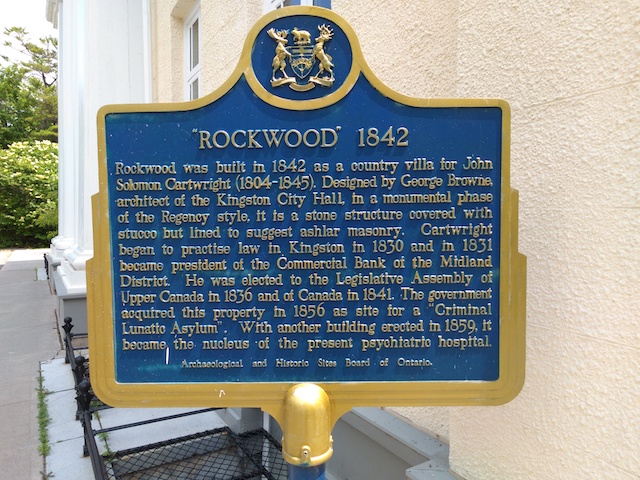 "ROCKWOOD" 1842
Rockwood was built in 1842 as a country villa for John
Solomon Cartwright (1804-1845). Designed by George Browne,
architect of the Kingston City Hall, in a monumental phase
of the Regency style, it is a stone structure covered with
stucco but lined to suggest ashlar masonry. Cartwright
began to practise law in Kingston in 1830 and in 1831
became president of the Commercial Bank of the Midland
District. He was elected to the Legislative Assembly of
Upper Canada in 1836 and of Canada in 1841. The government
acquired this property in 1856 as site for a "Criminal
Lunatic Asylum". With another building erected in 1859, it
became the nucleus of the present psychiatric hospital.
Archaeological and Historic Sites Board of Ontario.